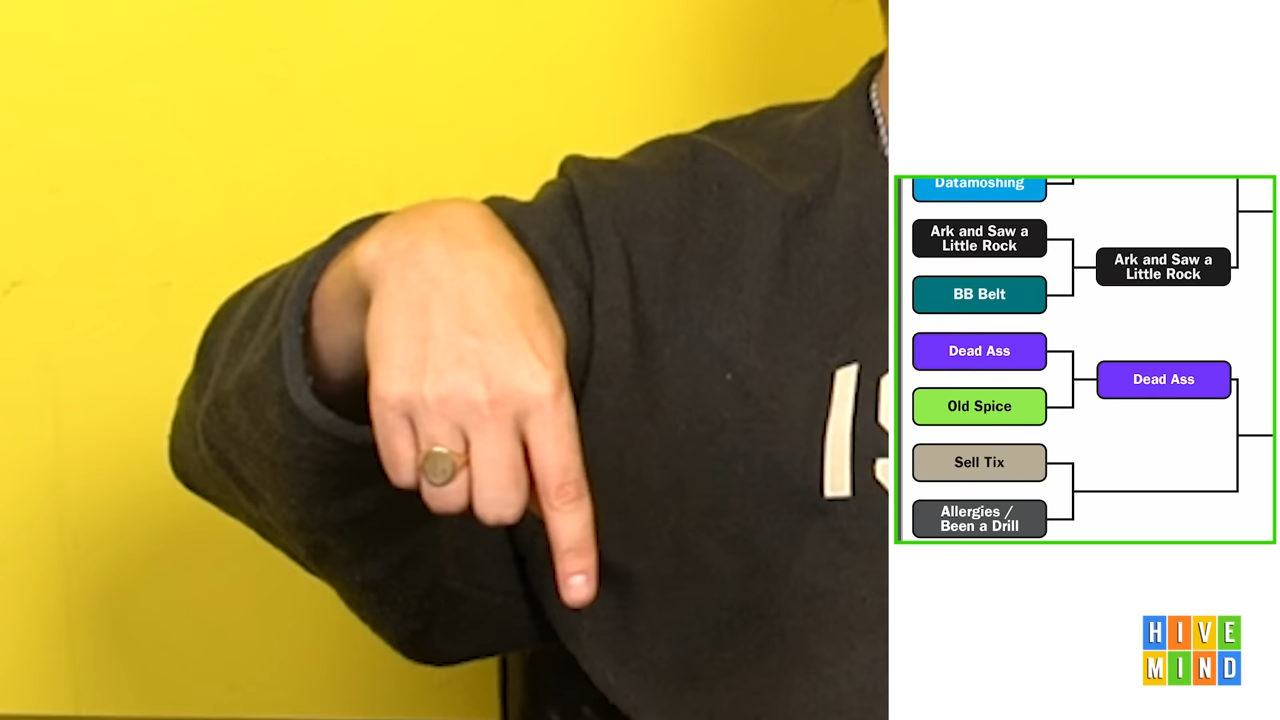 Datamoshing
Ark and Saw a
Little Rock
BB Belt
Dead Ass
Old Spice
Sell Tix
Allergies /
Been a Drill
Ark and Saw a
Little Rock
Dead Ass
HIVE
MIND